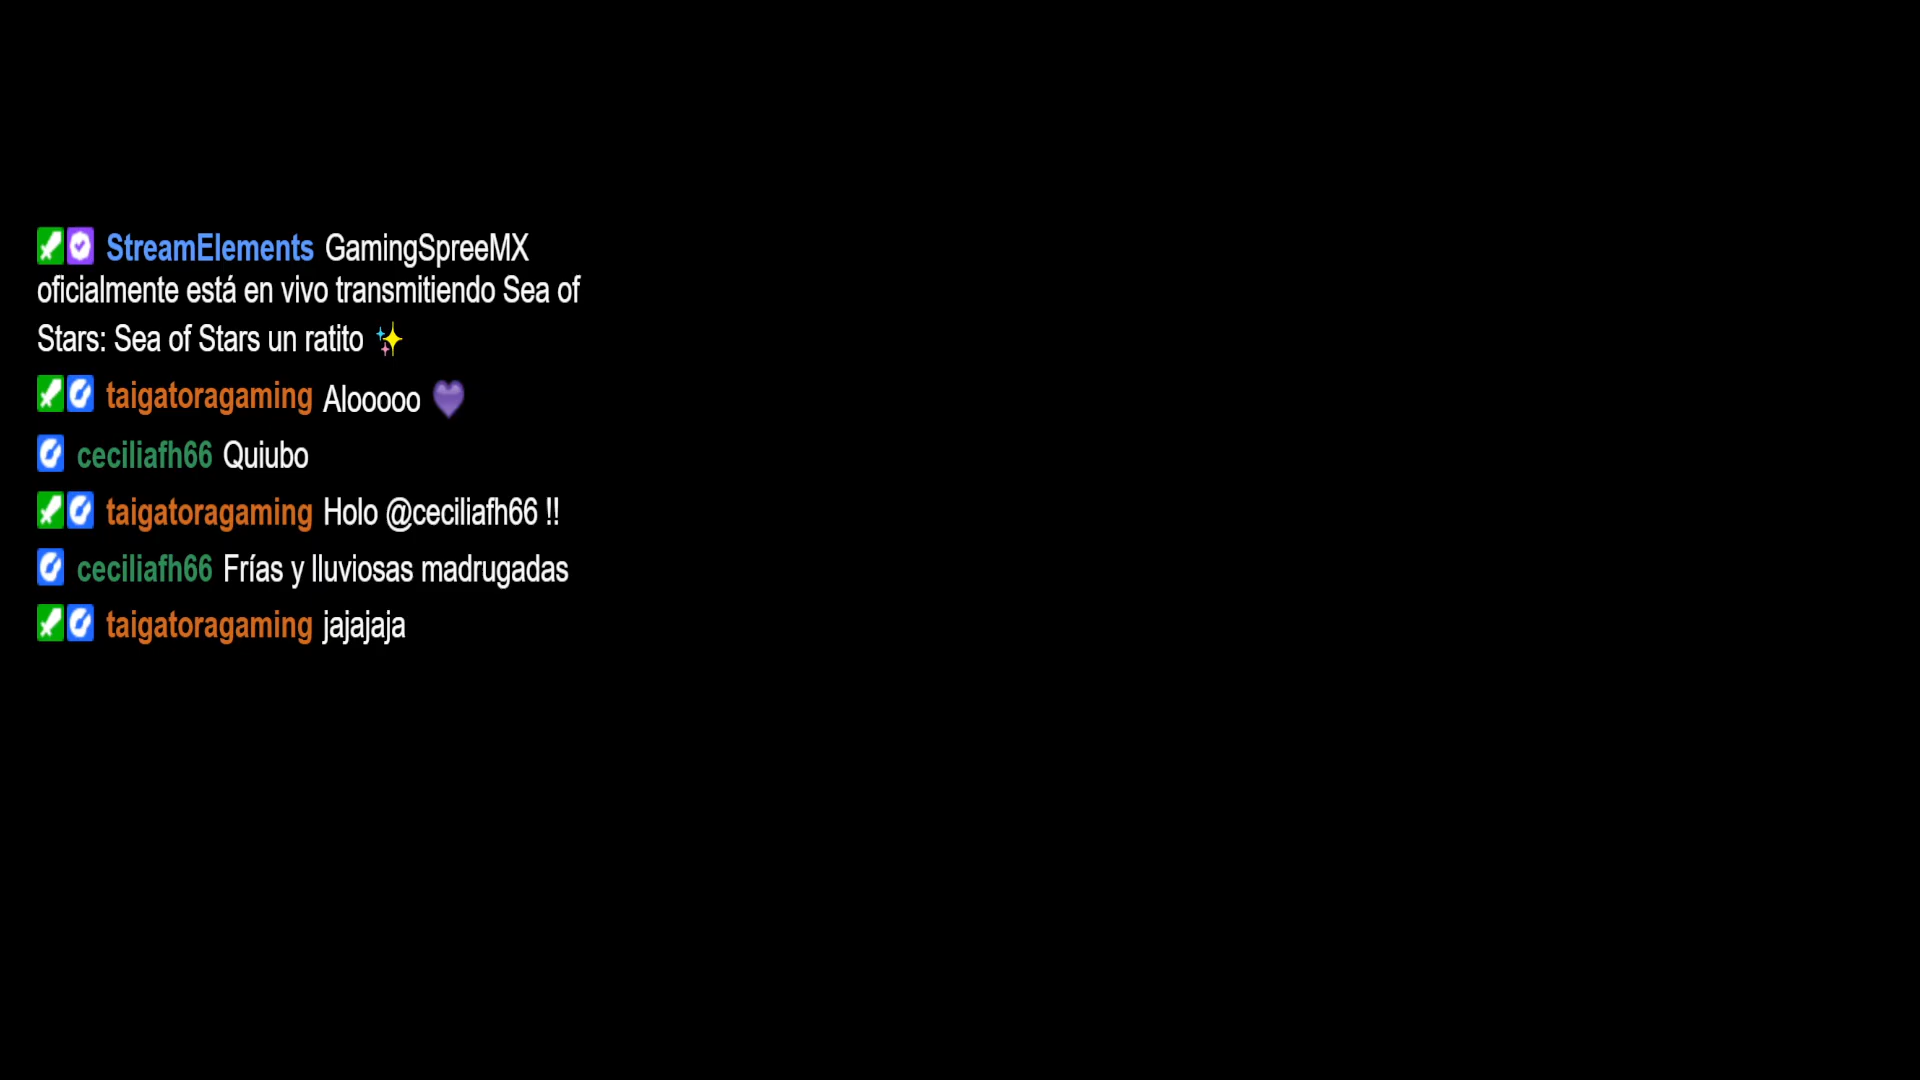 StreamElements GamingSpreeMX
oficialmente está en vivo transmitiendo Sea of
Stars: Sea of Stars un ratito ✨
taigatoragaming Alooooo 💜
ceciliafh66 Quiubo
taigatoragaming Holo @ceciliafh66 !!
ceciliafh66 Frías y lluviosas madrugadas
taigatoragaming jajajaja